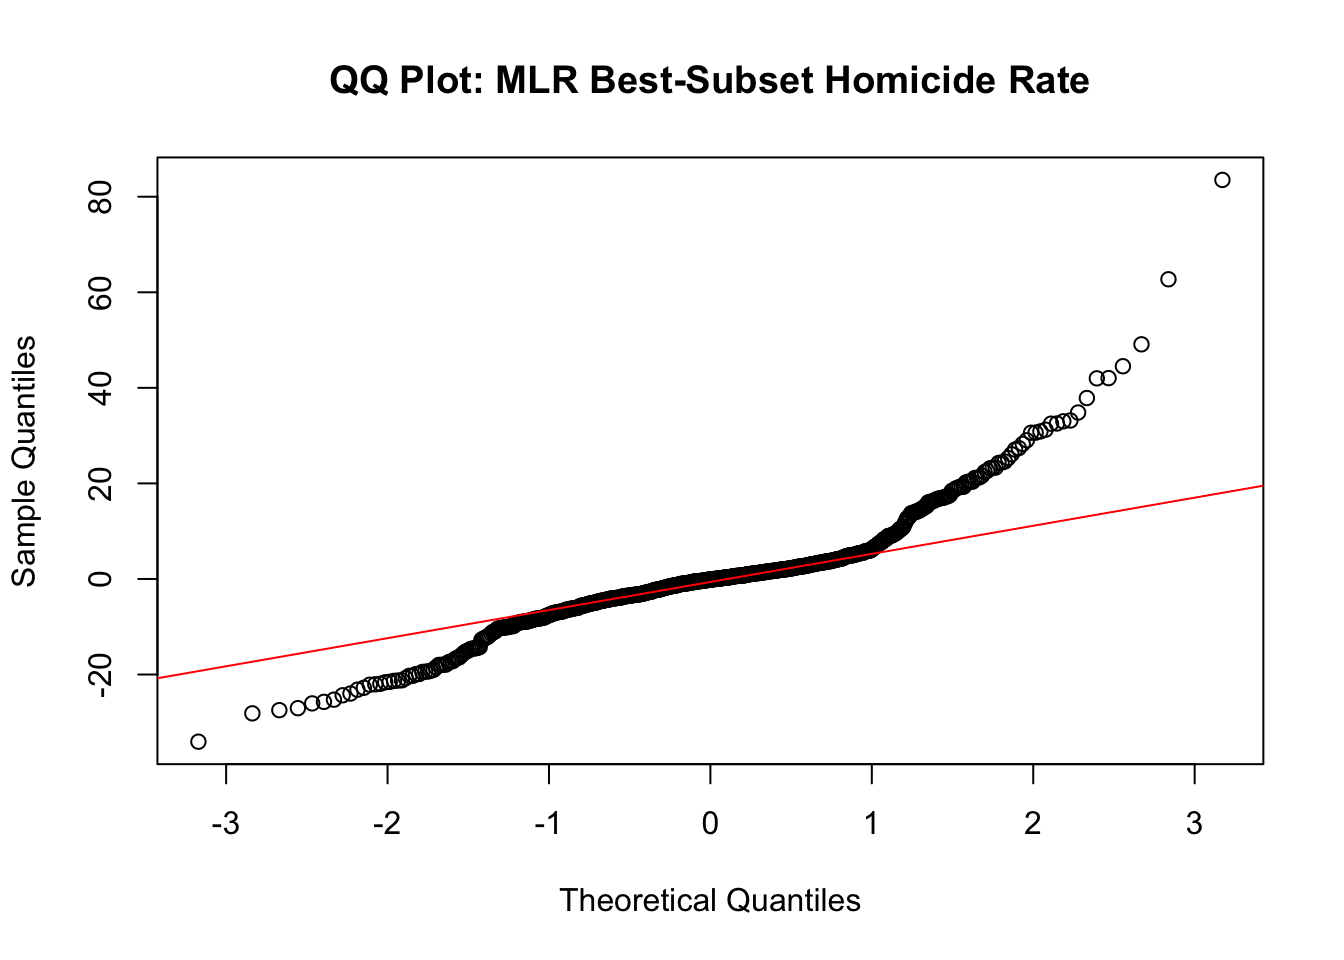 QQ Plot: MLR Best-Subset Homicide Rate
80
60
40
20
0
-20
Sample Quantiles
-3 -2 -1 0 1 2 3
Theoretical Quantiles